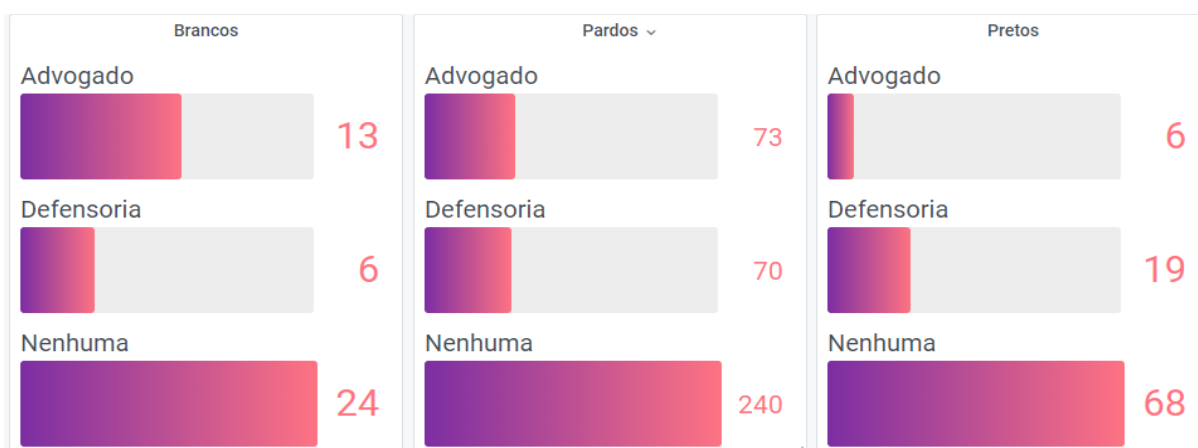 Brancos
Advogado
13
Defensoria
6
Nenhuma
24
Pardos
Advogado
73
Defensoria
70
Nenhuma
240
Pretos
Advogado
6
Defensoria
19
Nenhuma
68